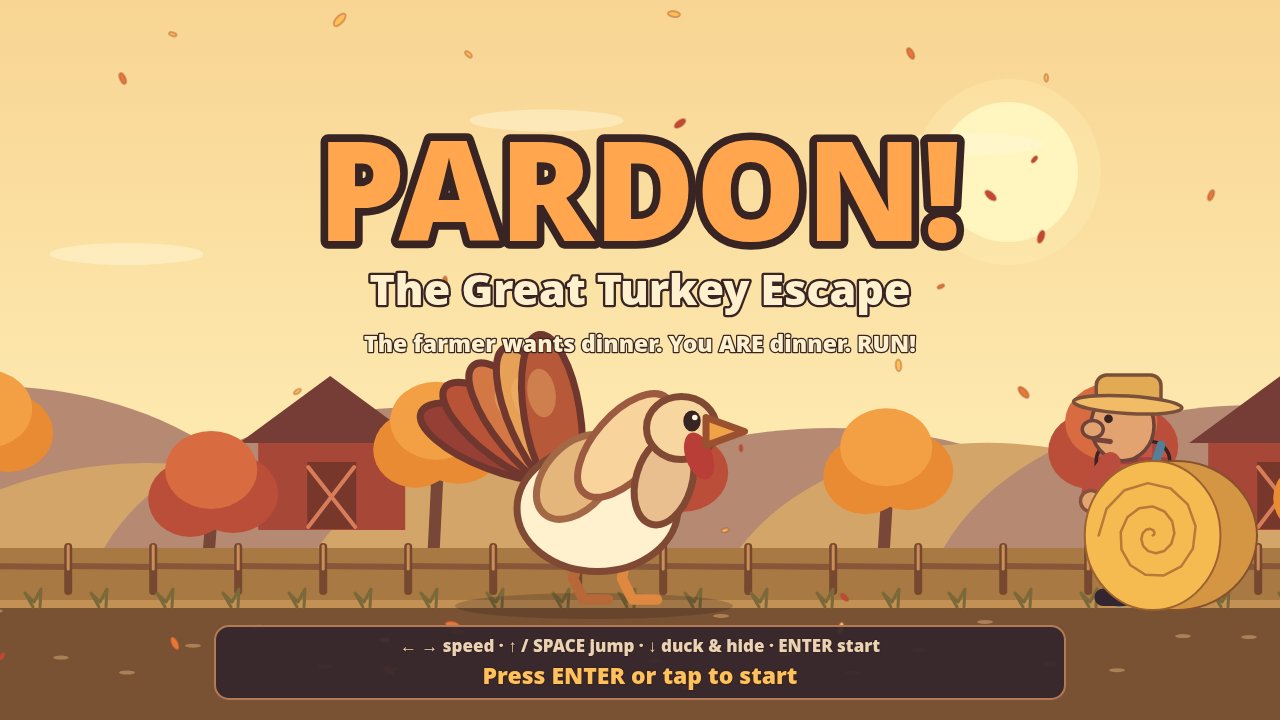 PARDON!
The Great Turkey Escape
The farmer wants dinner. You ARE dinner. RUN!
← → speed · ↑ / SPACE jump · ↓ duck & hide · ENTER start
Press ENTER or tap to start